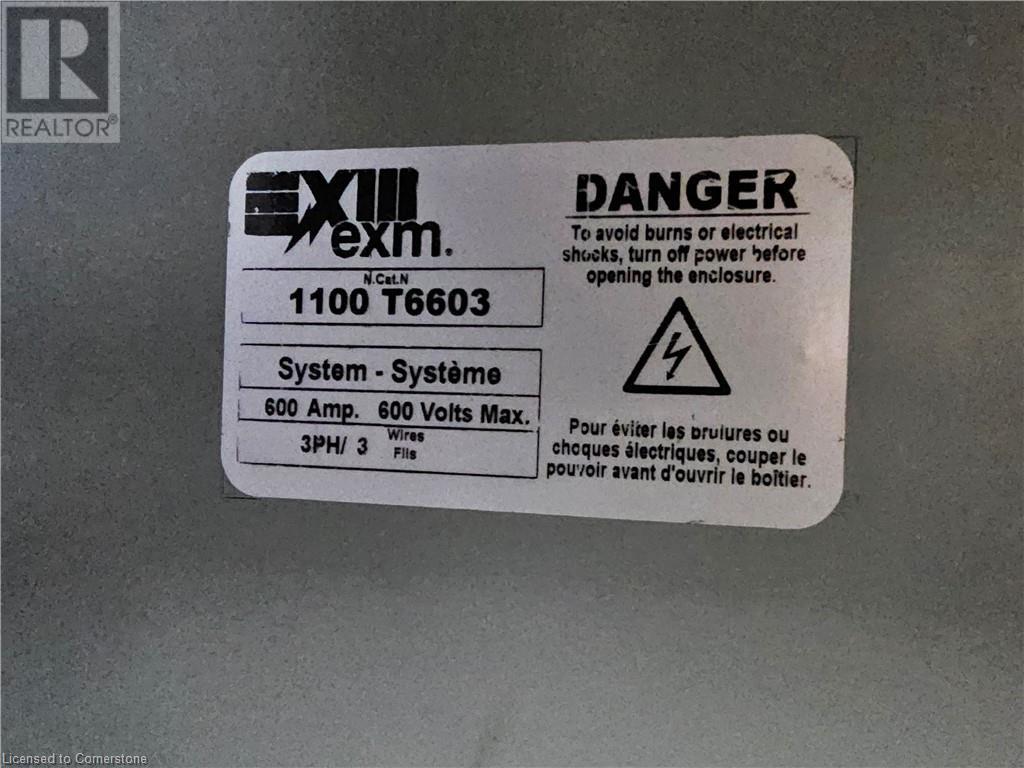 REALTOR®
exm.
N.Cat.N
1100 T6603
System - Système
600 Amp. 600 Volts Max.
3PH/ 3 Wires
Fils
DANGER
To avoid burns or electrical
shocks, turn off power before
opening the enclosure.
Pour éviter les brulures ou
choques électriques, couper le
pouvoir avant d'ouvrir le boîtier.
Licensed to Cornerstone